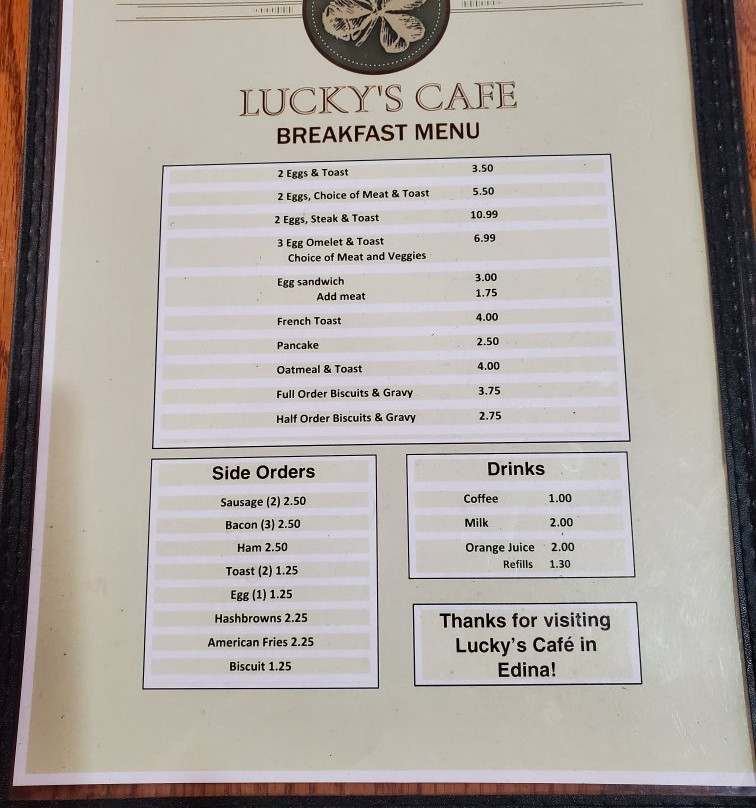 LUCKY'S CAFE
BREAKFAST MENU
2 Eggs & Toast 3.50
2 Eggs, Choice of Meat & Toast 5.50
2 Eggs, Steak & Toast 10.99
3 Egg Omelet & Toast 6.99
Choice of Meat and Veggies
Egg sandwich 3.00
Add meat 1.75
French Toast 4.00
Pancake 2.50
Oatmeal & Toast 4.00
Full Order Biscuits & Gravy 3.75
Half Order Biscuits & Gravy 2.75
Side Orders
Sausage (2) 2.50
Bacon (3) 2.50
Ham 2.50
Toast (2) 1.25
Egg (1) 1.25
Hashbrowns 2.25
American Fries 2.25
Biscuit 1.25
Drinks
Coffee 1.00
Milk 2.00
Orange Juice 2.00
Refills 1.30
Thanks for visiting
Lucky's Café in
Edina!